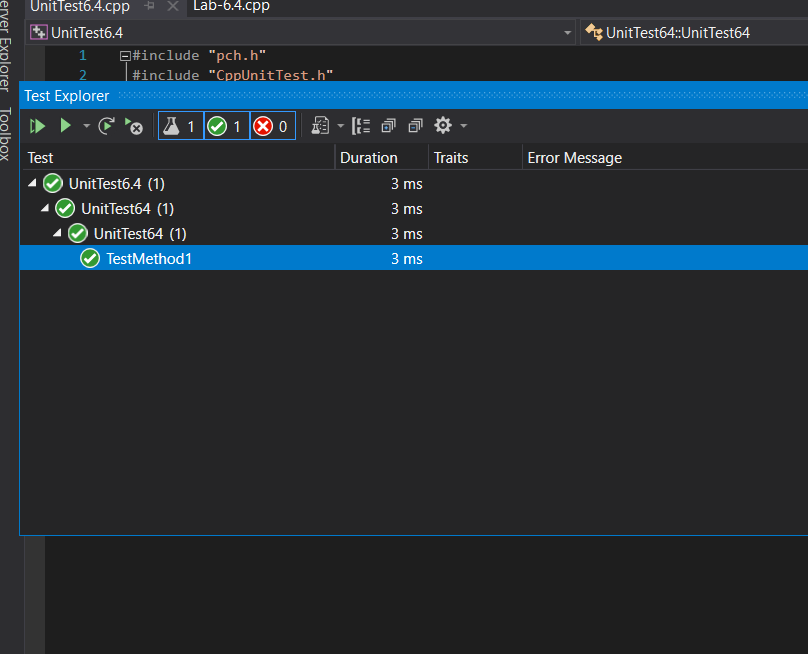 UnitTest6.4.cpp Lab-6.4.cpp
UnitTest6.4 UnitTest64::UnitTest64
1 #include "pch.h"
2 #include "CppUnitTest.h"
erver Explorer
Toolbox
Test Explorer
1 1 0
Test Duration Traits Error Message
UnitTest6.4 (1) 3 ms
UnitTest64 (1) 3 ms
UnitTest64 (1) 3 ms
TestMethod1 3 ms